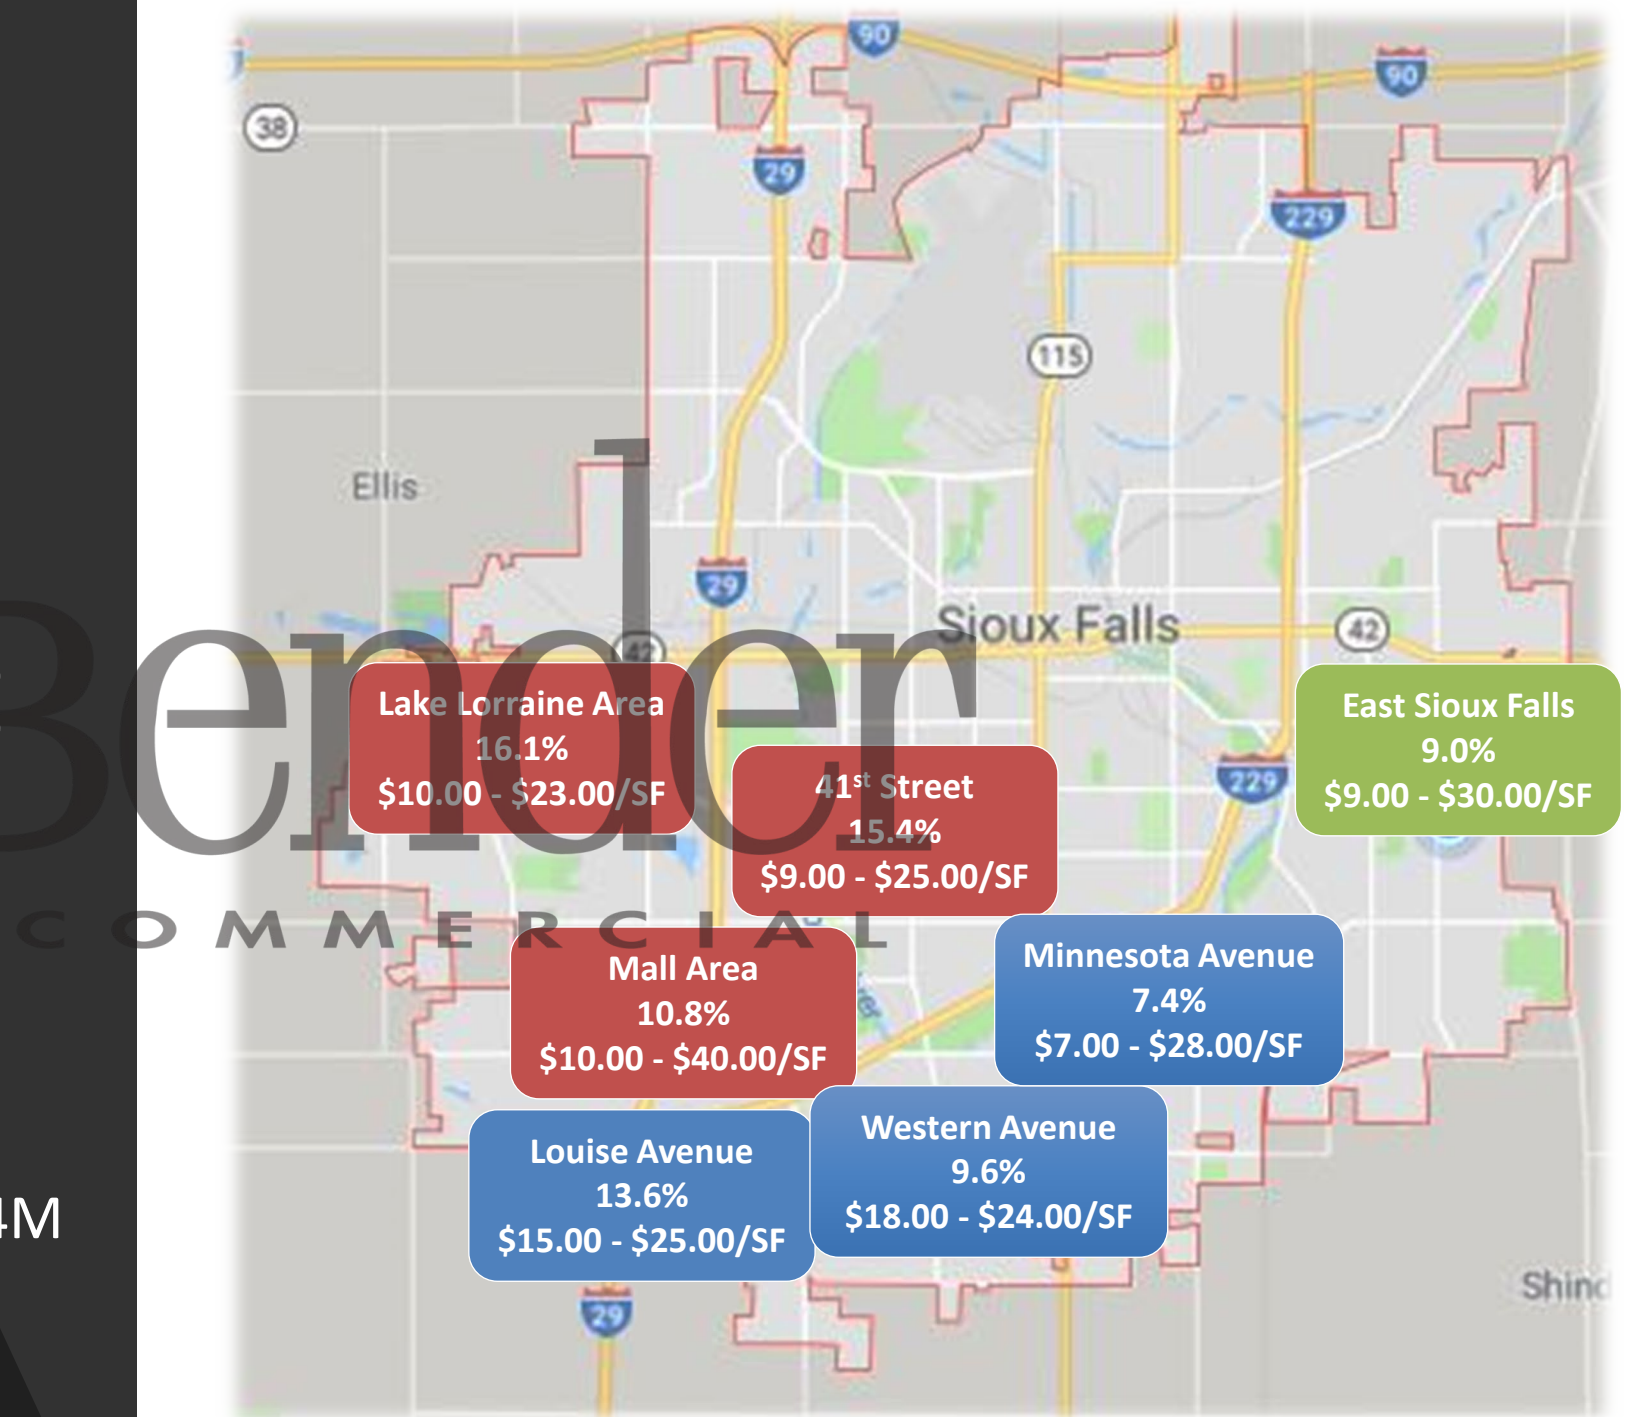 90
90
38
29
229
115
Ellis
29
Sioux Falls
42
42
Lake Lorraine Area
16.1%
$10.00 - $23.00/SF
East Sioux Falls
9.0%
$9.00 - $30.00/SF
41st Street
15.4%
$9.00 - $25.00/SF
229
Bender
COMMERCIAL
Mall Area
10.8%
$10.00 - $40.00/SF
Minnesota Avenue
7.4%
$7.00 - $28.00/SF
Louise Avenue
13.6%
$15.00 - $25.00/SF
Western Avenue
9.6%
$18.00 - $24.00/SF
4M
29
Shind